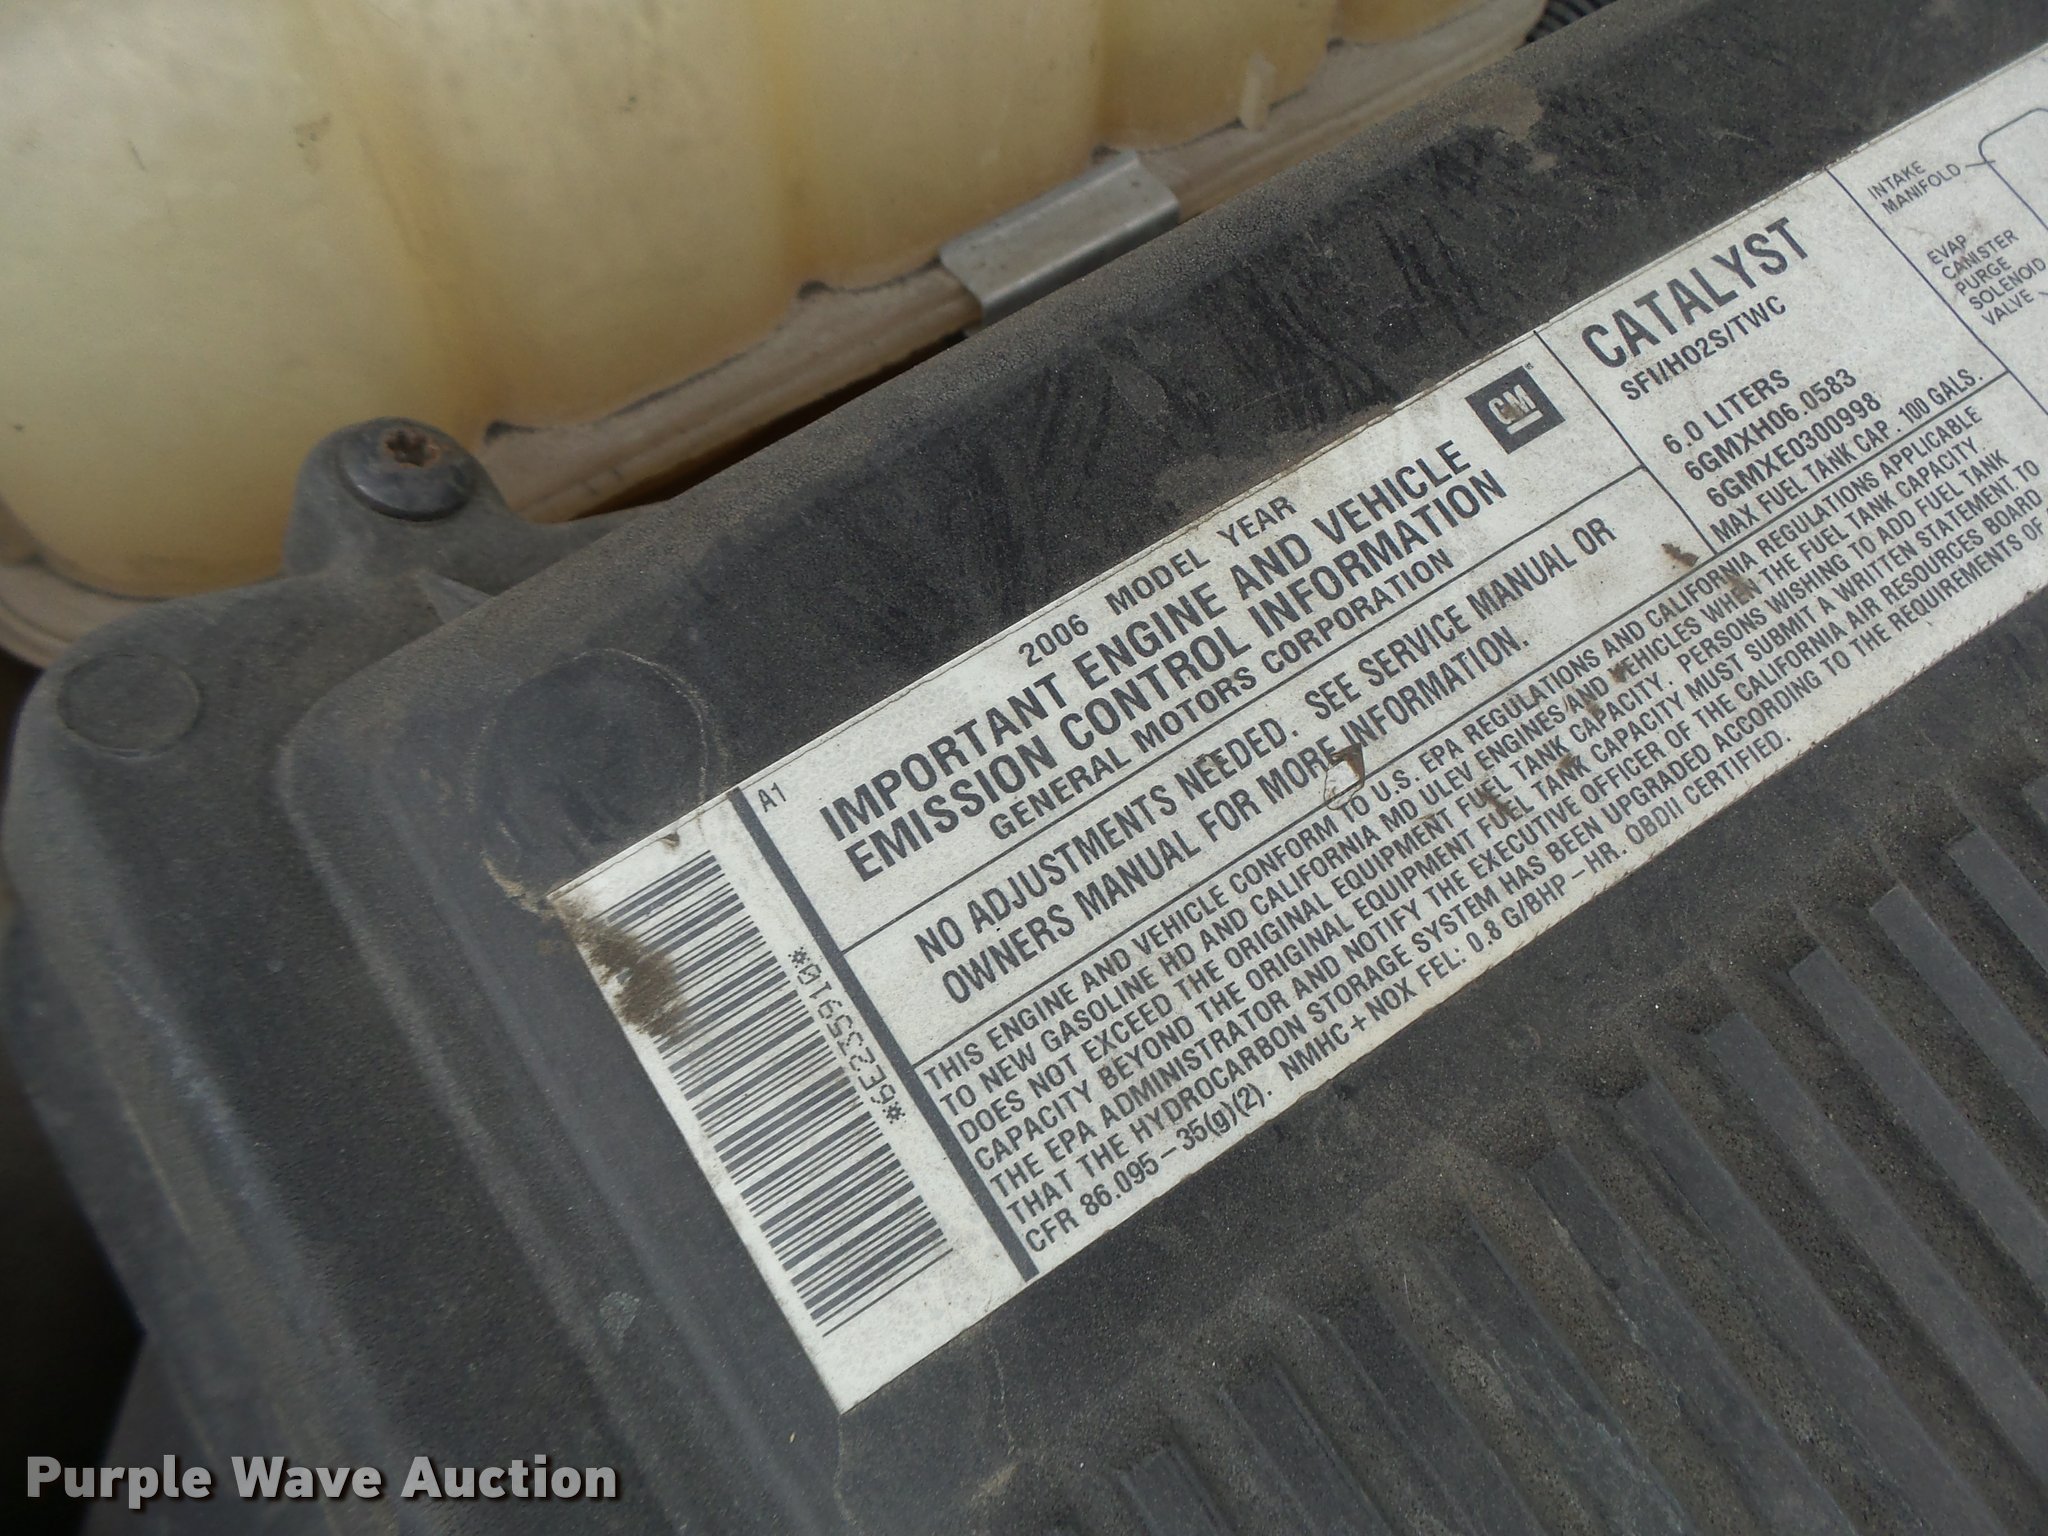 2006 MODEL YEAR
IMPORTANT ENGINE AND VEHICLE
EMISSION CONTROL INFORMATION
GENERAL MOTORS CORPORATION
GM
NO ADJUSTMENTS NEEDED. SEE SERVICE MANUAL OR
OWNERS MANUAL FOR MORE INFORMATION.
CATALYST
SFI/HO2S/TWC
6.0 LITERS
6GMXH06.0583
6GMXE0300998
MAX FUEL TANK CAP. 100 GALS.
THIS ENGINE AND VEHICLE CONFORM TO U.S. EPA REGULATIONS AND CALIFORNIA REGULATIONS APPLICABLE
TO NEW GASOLINE HD AND CALIFORNIA MD ULEV ENGINES AND VEHICLES WHEN THE FUEL TANK CAPACITY
DOES NOT EXCEED THE ORIGINAL EQUIPMENT FUEL TANK CAPACITY. PERSONS WISHING TO ADD FUEL TANK
CAPACITY BEYOND THE ORIGINAL EQUIPMENT FUEL TANK CAPACITY MUST SUBMIT A WRITTEN STATEMENT TO
THE EPA ADMINISTRATOR AND NOTIFY THE EXECUTIVE OFFICER OF THE CALIFORNIA AIR RESOURCES BOARD
THAT THE HYDROCARBON STORAGE SYSTEM HAS BEEN UPGRADED ACCORDING TO THE REQUIREMENTS OF
CFR 86.095-35(g)(2). NMHC+NOX FEL: 0.8 G/BHP-HR. OBDII CERTIFIED.
INTAKE
MANIFOLD
EVAP
CANISTER
PURGE
SOLENOID
VALVE
A1
Purple Wave Auction